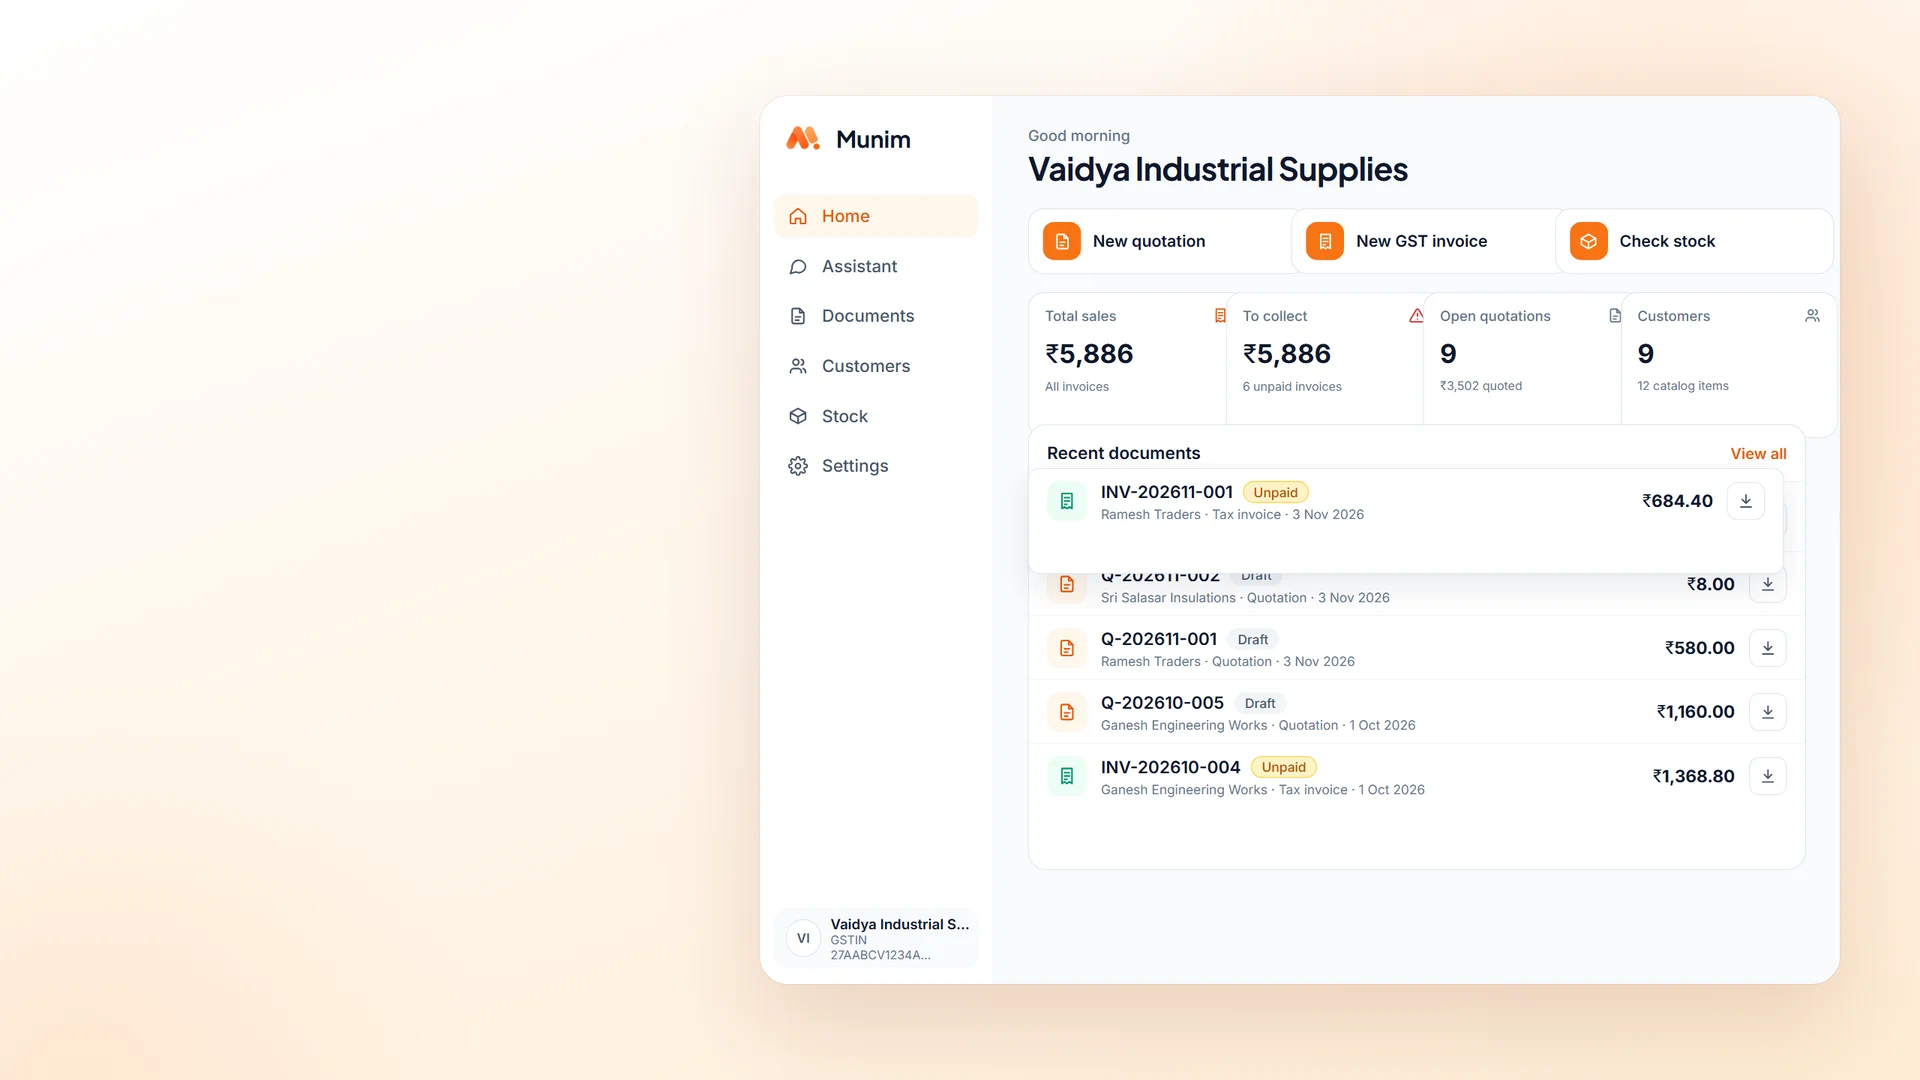 Munim
Home
Assistant
Documents
Customers
Stock
Settings
Vaidya Industrial S...
VI
GSTIN
27AABCV1234A...
Good morning
Vaidya Industrial Supplies
New quotation
New GST invoice
Check stock
Total sales
₹5,886
All invoices
To collect
₹5,886
6 unpaid invoices
Open quotations
9
₹3,502 quoted
Customers
9
12 catalog items
Recent documents
View all
INV-202611-001 Unpaid
Ramesh Traders · Tax invoice · 3 Nov 2026
₹684.40
Q-202611-002 Draft
Sri Salasar Insulations · Quotation · 3 Nov 2026
₹8.00
Q-202611-001 Draft
Ramesh Traders · Quotation · 3 Nov 2026
₹580.00
Q-202610-005 Draft
Ganesh Engineering Works · Quotation · 1 Oct 2026
₹1,160.00
INV-202610-004 Unpaid
Ganesh Engineering Works · Tax invoice · 1 Oct 2026
₹1,368.80